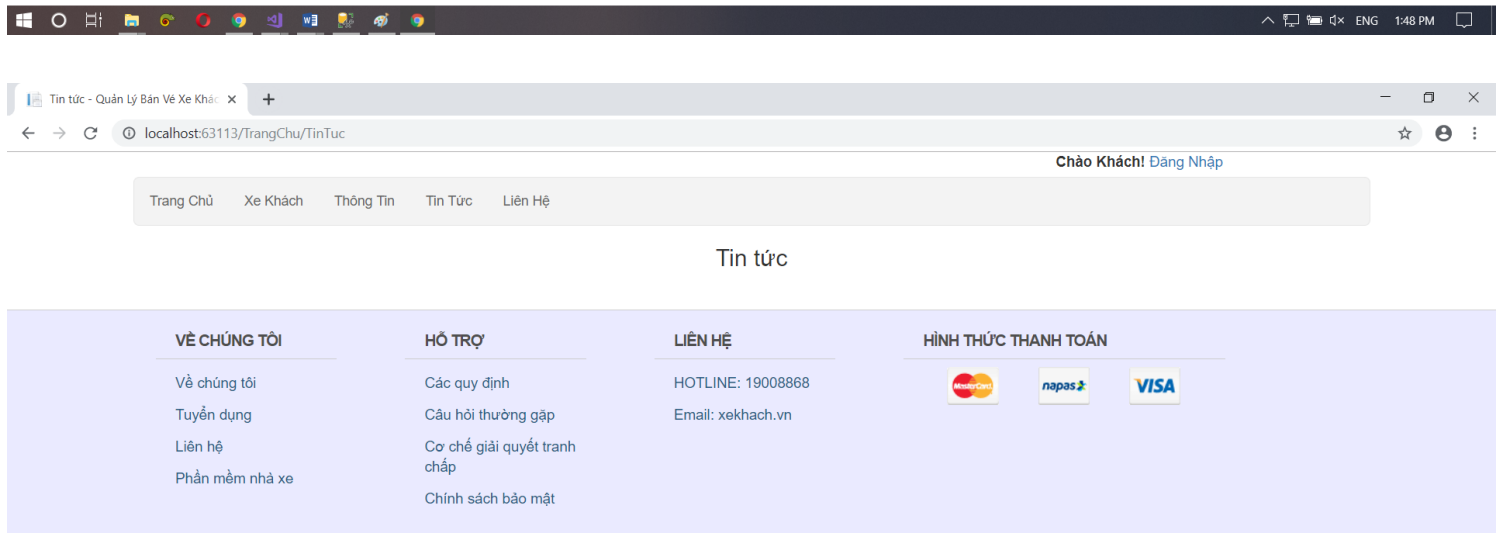 ENG 1:48 PM
Tin tức - Quản Lý Bán Vé Xe Khác
localhost:63113/TrangChu/TinTuc
Chào Khách! Đăng Nhập
Trang Chủ Xe Khách Thông Tin Tin Tức Liên Hệ
Tin tức
VỀ CHÚNG TÔI
Về chúng tôi
Tuyển dụng
Liên hệ
Phần mềm nhà xe
HỖ TRỢ
Các quy định
Câu hỏi thường gặp
Cơ chế giải quyết tranh
chấp
Chính sách bảo mật
LIÊN HỆ
HOTLINE: 19008868
Email: xekhach.vn
HÌNH THỨC THANH TOÁN
MasterCard napas VISA